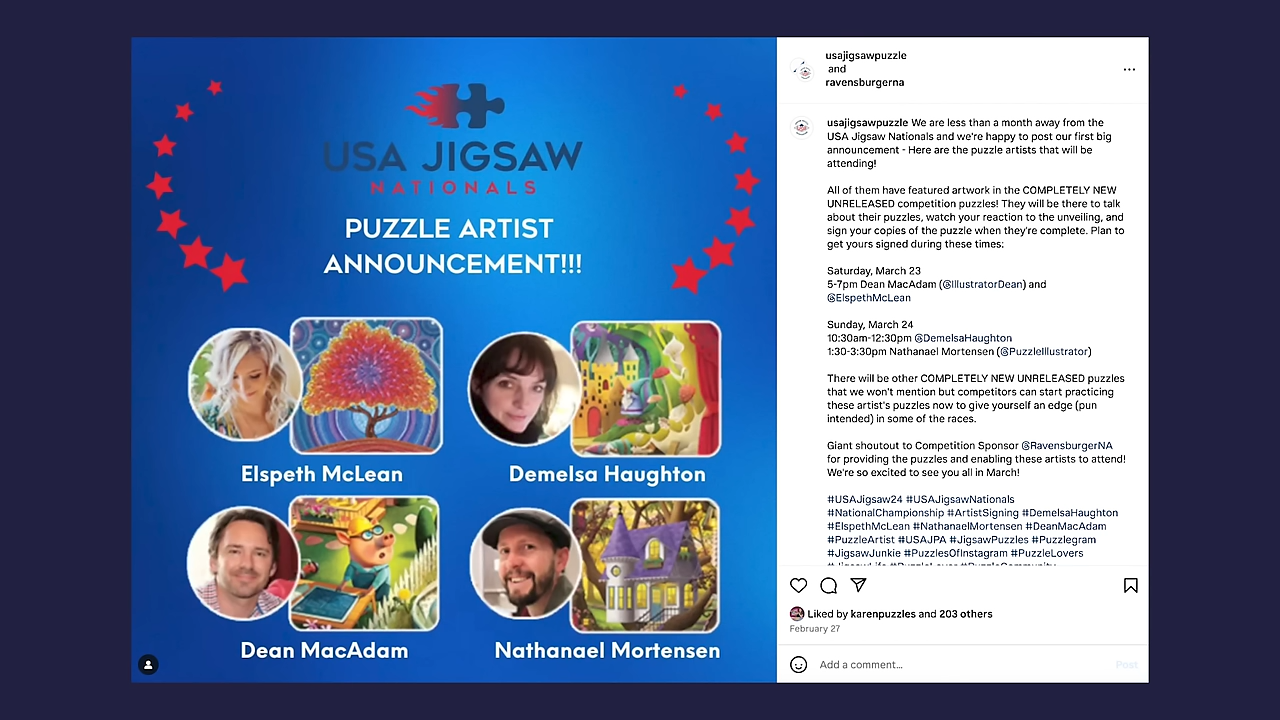 USA JIGSAW
NATIONALS
PUZZLE ARTIST
ANNOUNCEMENT!!!
Elspeth McLean
Demelsa Haughton
Dean MacAdam
Nathanael Mortensen
usajigsawpuzzle
and
ravensburgerna
usajigsawpuzzle We are less than a month away from the
USA Jigsaw Nationals and we're happy to post our first big
announcement - Here are the puzzle artists that will be
attending!
All of them have featured artwork in the COMPLETELY NEW
UNRELEASED competition puzzles! They will be there to talk
about their puzzles, watch your reaction to the unveiling, and
sign your copies of the puzzle when they're complete. Plan to
get yours signed during these times:
Saturday, March 23
5-7pm Dean MacAdam (@IllustratorDean) and
@ElspethMcLean
Sunday, March 24
10:30am-12:30pm @DemelsaHaughton
1:30-3:30pm Nathanael Mortensen (@PuzzleIllustrator)
There will be other COMPLETELY NEW UNRELEASED puzzles
that we won't mention but competitors can start practicing
these artist's puzzles now to give yourself an edge (pun
intended) in some of the races.
Giant shoutout to Competition Sponsor @RavensburgerNA
for providing the puzzles and enabling these artists to attend!
We're so excited to see you all in March!
#USAJigsaw24 #USAJigsawNationals
#NationalChampionship #ArtistSigning #DemelsaHaughton
#ElspethMcLean #NathanaelMortensen #DeanMacAdam
#PuzzleArtist #USAJPA #JigsawPuzzles #Puzzlegram
#JigsawJunkie #PuzzlesOfInstagram #PuzzleLovers
#JigsawLife #PuzzleLover #PuzzleCommunity
Liked by karenpuzzles and 203 others
February 27
Add a comment...
Post